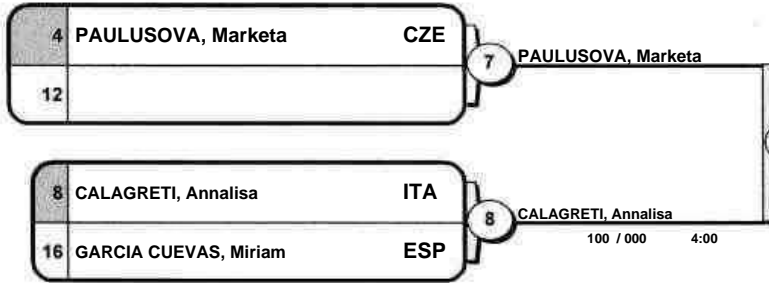 4 PAULUSOVA, Marketa CZE
7 PAULUSOVA, Marketa
12
8 CALAGRETI, Annalisa ITA
8 CALAGRETI, Annalisa
100 / 000 4:00
16 GARCIA CUEVAS, Miriam ESP